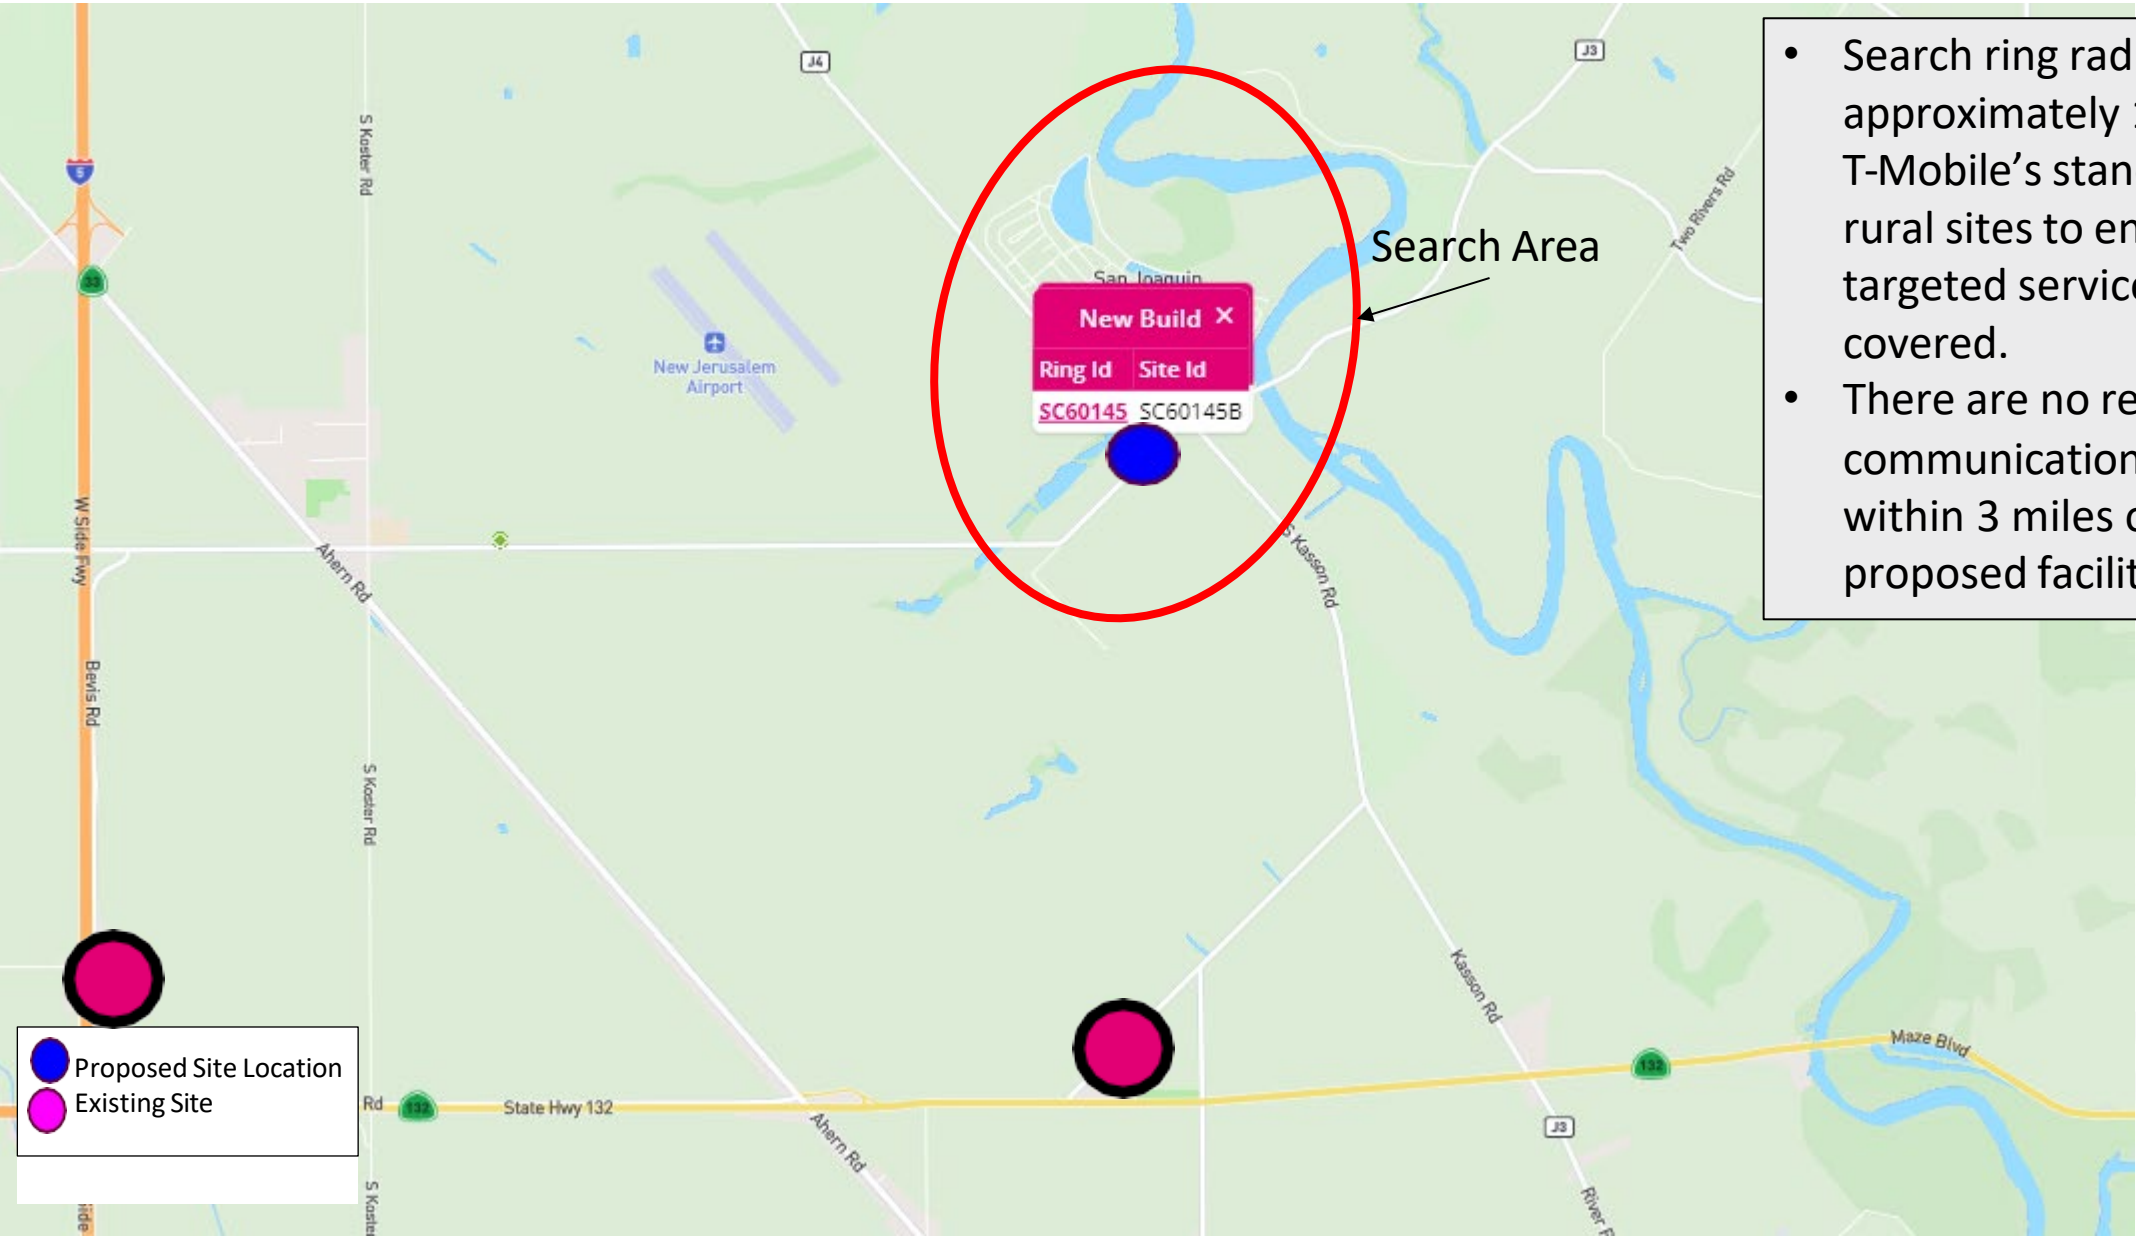 J4
J3
• Search ring rad
approximately
T-Mobile's stan
rural sites to en
targeted servic
covered.
• There are no re
communication
within 3 miles
proposed facilit
S Koster Rd
5
Two Rivers Rd
Search Area
33
San Joaquin
New Build ×
Ring Id Site Id
SC60145 SC60145B
New Jerusalem
Airport
W Side Fwy
Ahern Rd
S Kasson Rd
Bevis Rd
S Koster Rd
Kasson Rd
Maze Blvd
132
Proposed Site Location
Existing Site
Rd
132
State Hwy 132
Ahern Rd
J3
S Koster
River
ide